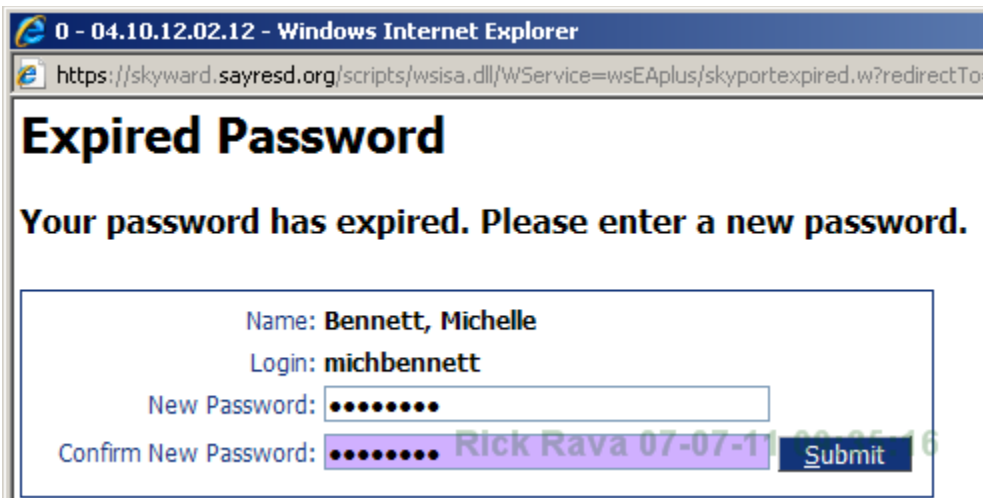 0 - 04.10.12.02.12 - Windows Internet Explorer
https://skyward.sayresd.org/scripts/wsisa.dll/WService=wsEAplus/skyportexpired.w?redirectTo=
Expired Password
Your password has expired. Please enter a new password.
Name: Bennett, Michelle
Login: michbennett
New Password: ••••••••
Confirm New Password: •••••••• Rick Rava 07-07-11 Submit